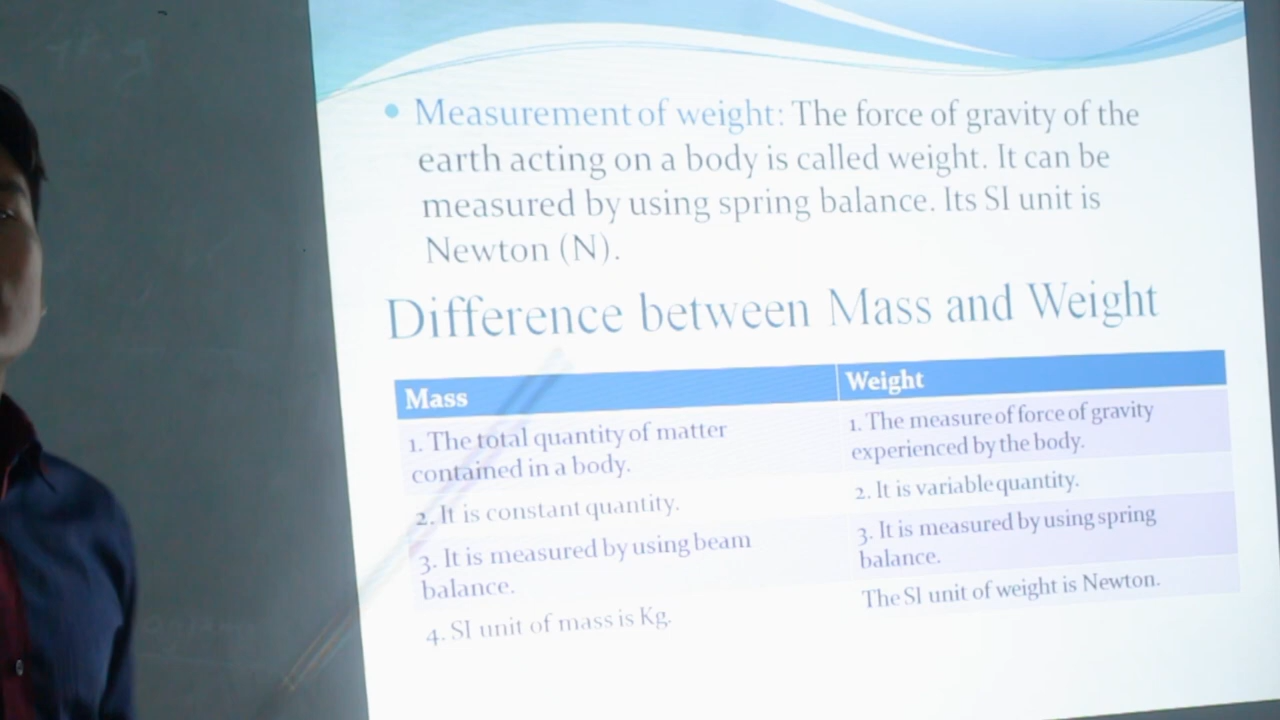 • Measurement of weight: The force of gravity of the
earth acting on a body is called weight. It can be
measured by using spring balance. Its SI unit is
Newton (N).
Difference between Mass and Weight
Mass
Weight
1. The total quantity of matter
contained in a body.
1. The measure of force of gravity
experienced by the body.
2. It is constant quantity.
2. It is variable quantity.
3. It is measured by using beam
balance.
3. It is measured by using spring
balance.
4. SI unit of mass is Kg.
The SI unit of weight is Newton.